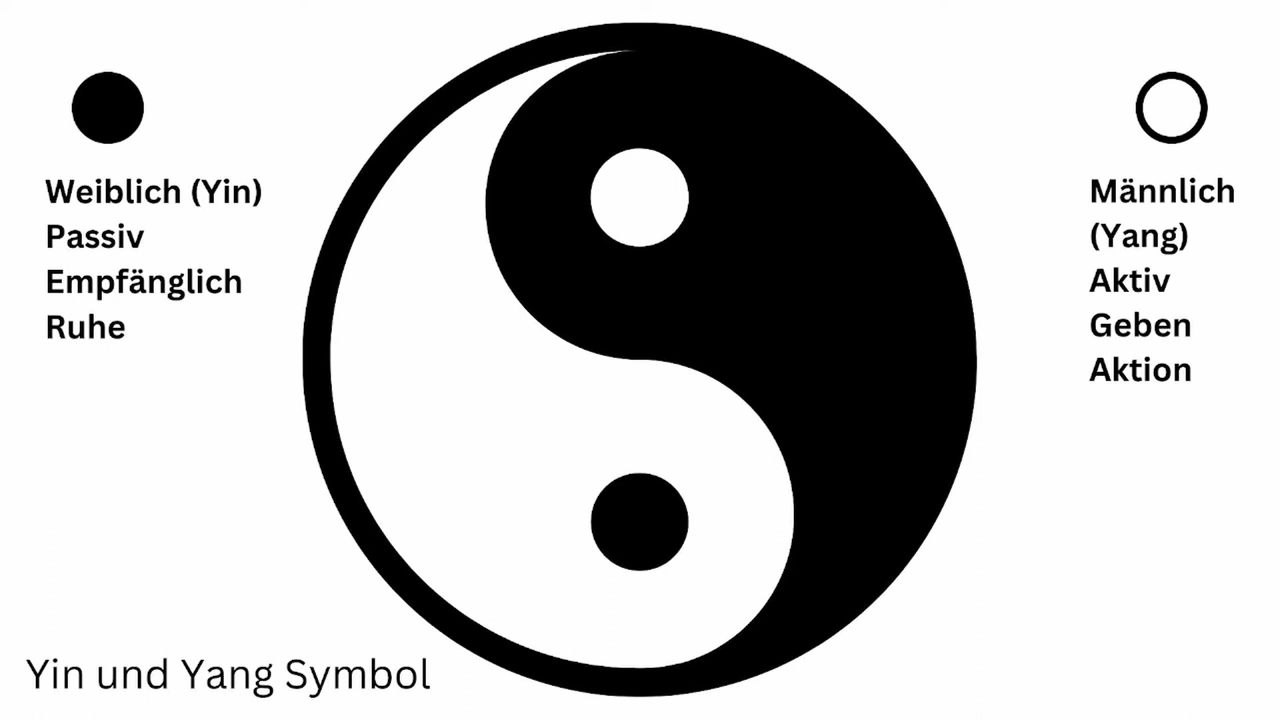 Weiblich (Yin)
Passiv
Empfänglich
Ruhe
Männlich
(Yang)
Aktiv
Geben
Aktion
Yin und Yang Symbol